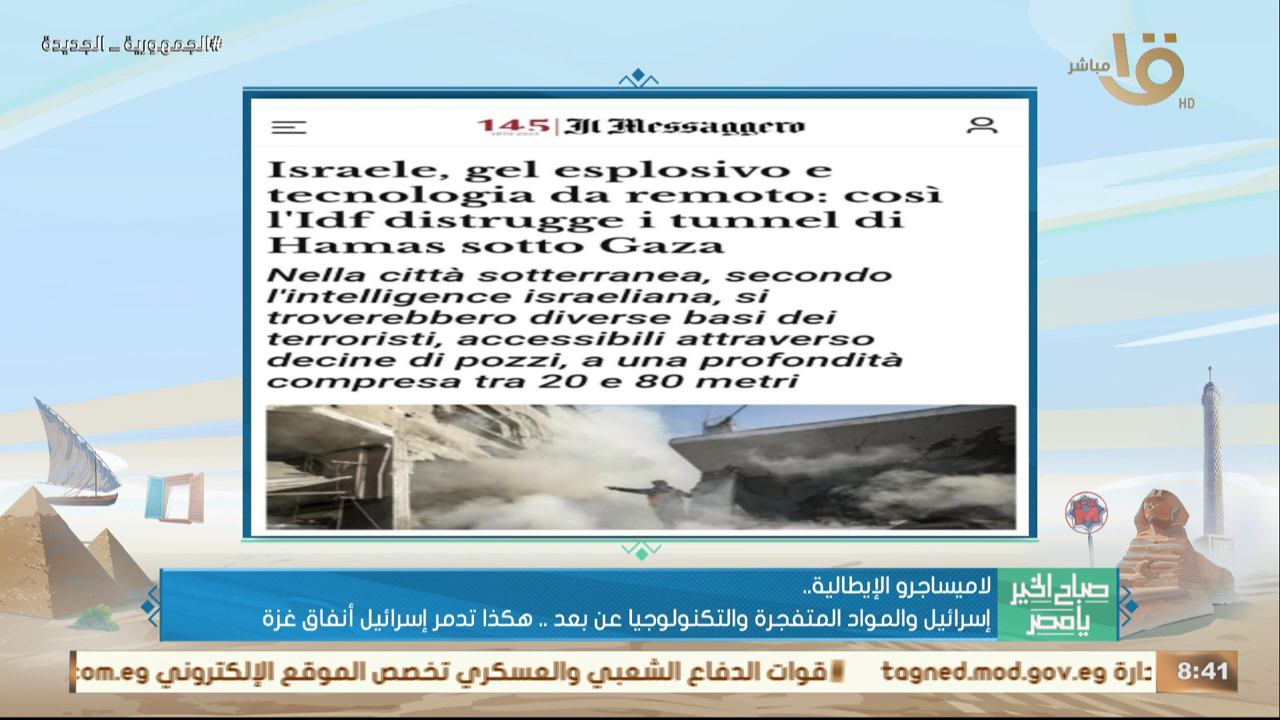 #الجمهورية_الجديدة
مباشر
HD
145 | Il Messaggero
Israele, gel esplosivo e
tecnologia da remoto: così
l'Idf distrugge i tunnel di
Hamas sotto Gaza
Nella città sotterranea, secondo
l'intelligence israeliana, si
troverebbero diverse basi dei
terroristi, accessibili attraverso
decine di pozzi, a una profondità
compresa tra 20 e 80 metri
M
صباح الخير
يا مصر
لاميساجرو الإيطالية..
إسرائيل والمواد المتفجرة والتكنولوجيا عن بعد .. هكذا تدمر إسرائيل أنفاق غزة
دارة tagned.mod.gov.eg قوات الدفاع الشعبي والعسكري تخصص الموقع الإلكتروني com.eg
8:41